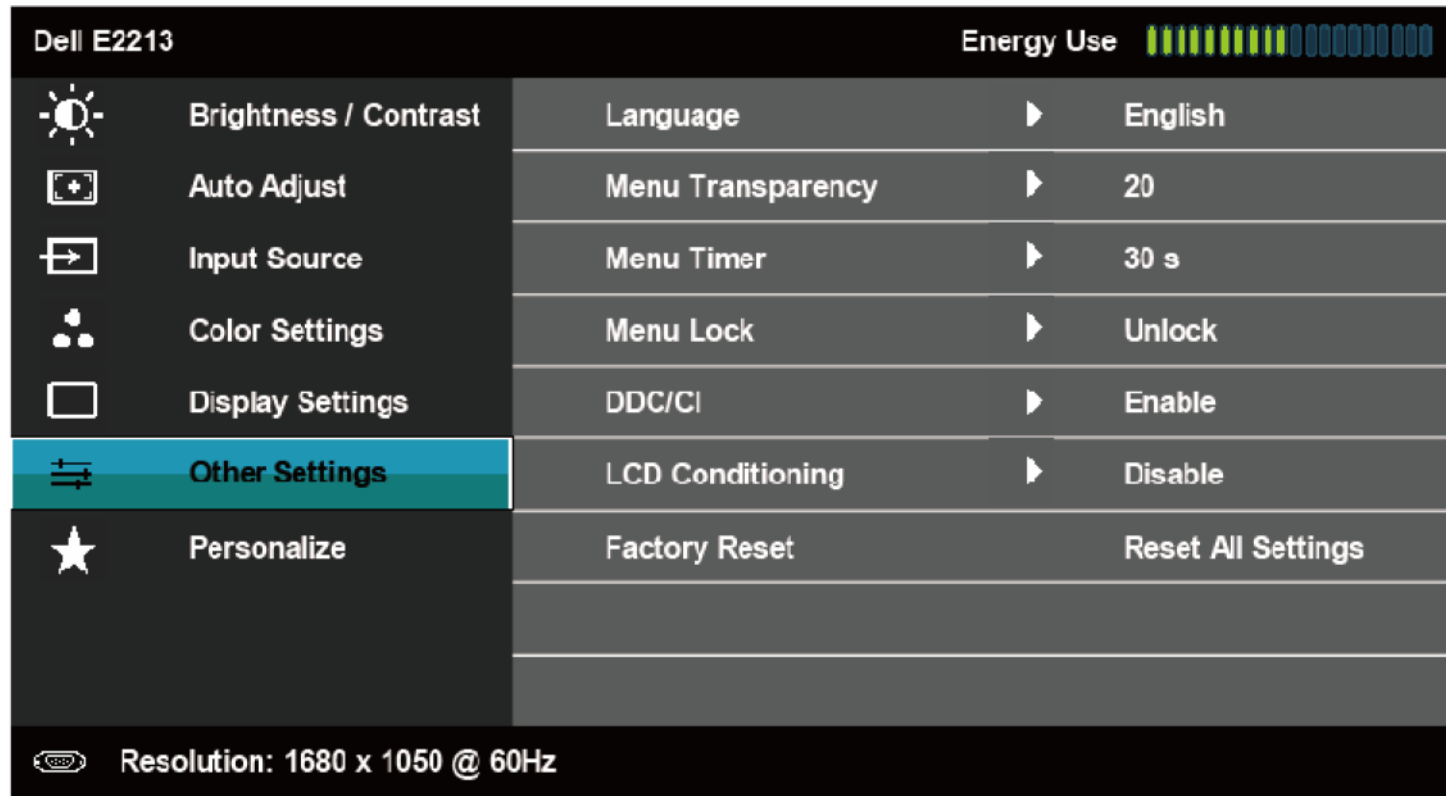 Dell E2213 Energy Use
Brightness / Contrast Language English
Auto Adjust Menu Transparency 20
Input Source Menu Timer 30 s
Color Settings Menu Lock Unlock
Display Settings DDC/CI Enable
Other Settings LCD Conditioning Disable
Personalize Factory Reset Reset All Settings
Resolution: 1680 x 1050 @ 60Hz